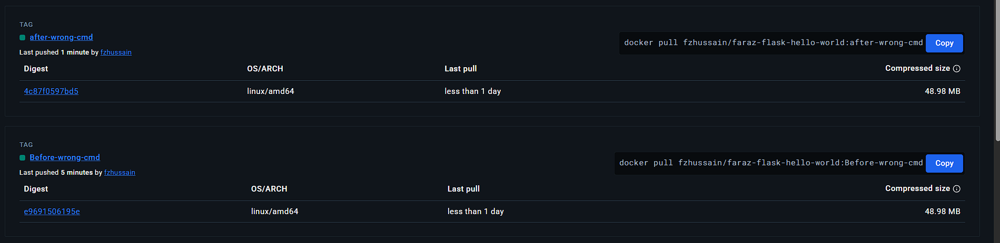 TAG
after-wrong-cmd
docker pull fzhussain/faraz-flask-hello-world:after-wrong-cmd Copy
Last pushed 1 minute by fzhussain
Digest OS/ARCH Last pull Compressed size
4c87f0597bd5 linux/amd64 less than 1 day 48.98 MB
TAG
Before-wrong-cmd
docker pull fzhussain/faraz-flask-hello-world:Before-wrong-cmd Copy
Last pushed 5 minutes by fzhussain
Digest OS/ARCH Last pull Compressed size
e9691506195e linux/amd64 less than 1 day 48.98 MB